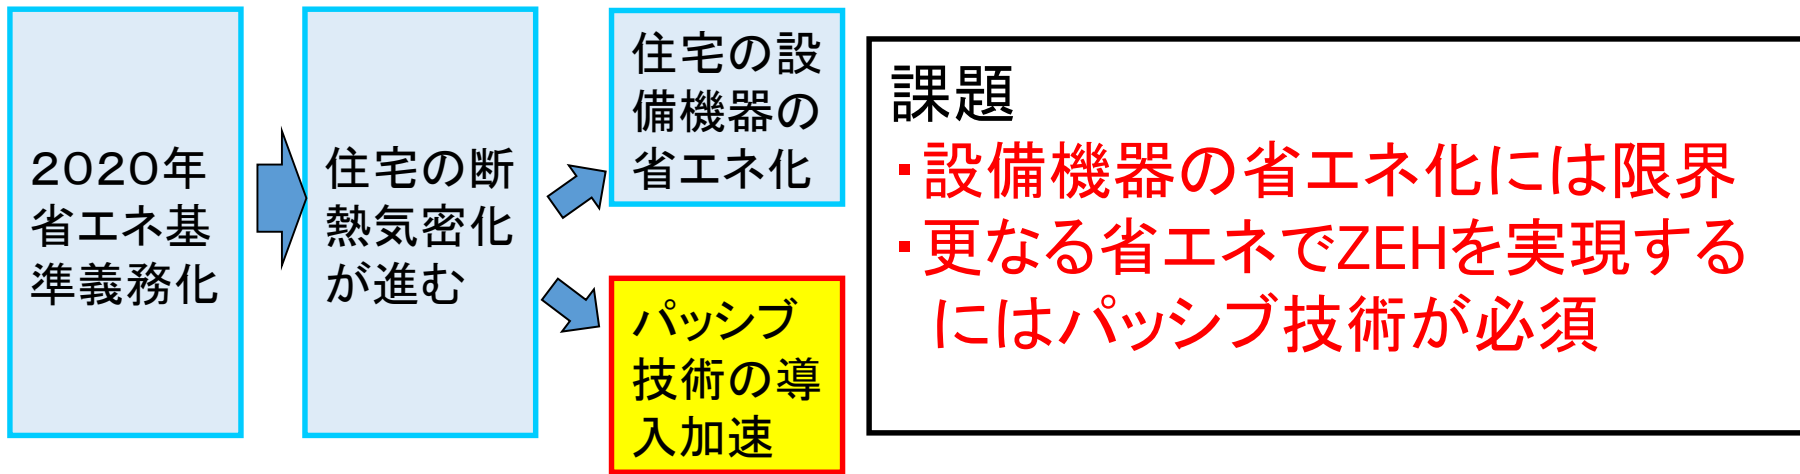 2020年
省エネ基
準義務化
住宅の断
熱気密化
が進む
住宅の設
備機器の
省エネ化
パッシブ
技術の導
入加速
課題
・設備機器の省エネ化には限界
・更なる省エネでZEHを実現する
にはパッシブ技術が必須